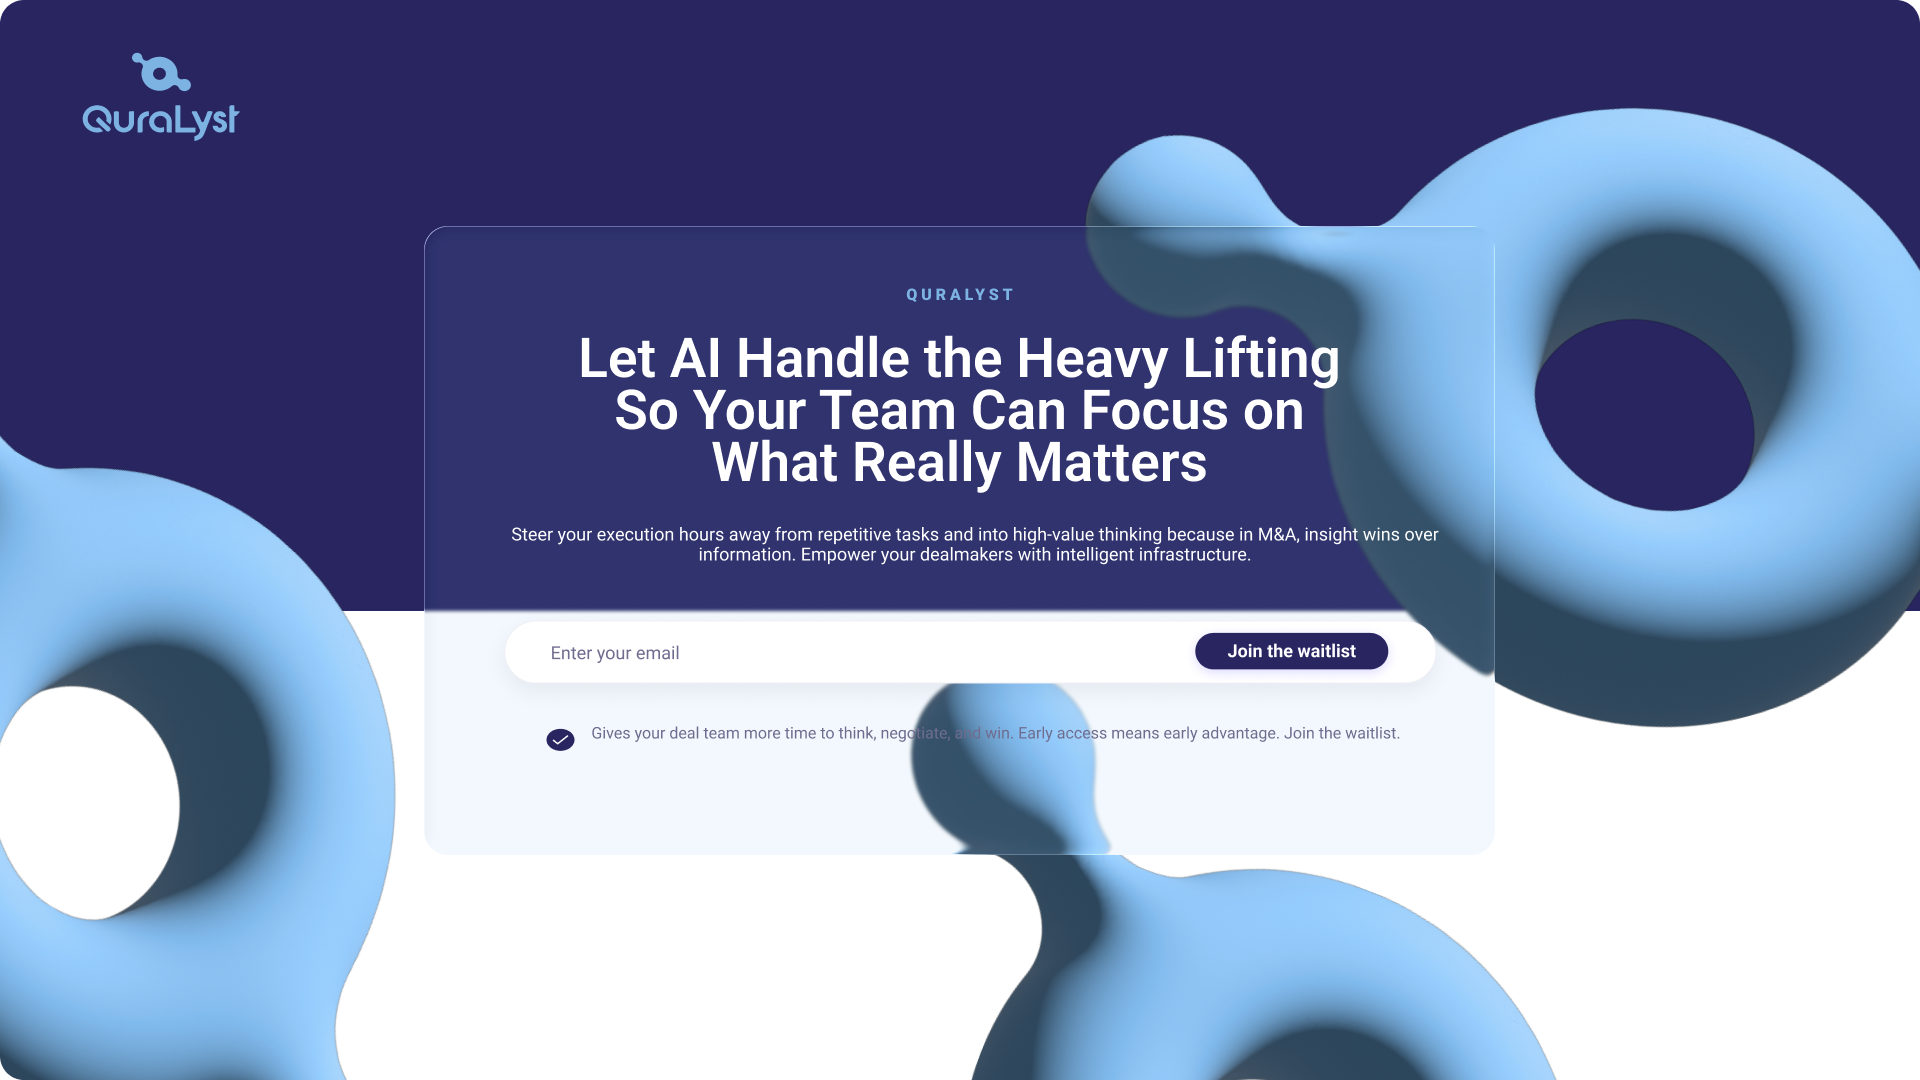 QuraLyst
QURALYST
Let AI Handle the Heavy Lifting
So Your Team Can Focus on
What Really Matters
Steer your execution hours away from repetitive tasks and into high-value thinking because in M&A, insight wins over
information. Empower your dealmakers with intelligent infrastructure.
Enter your email
Join the waitlist
Gives your deal team more time to think, negotiate, and win. Early access means early advantage. Join the waitlist.